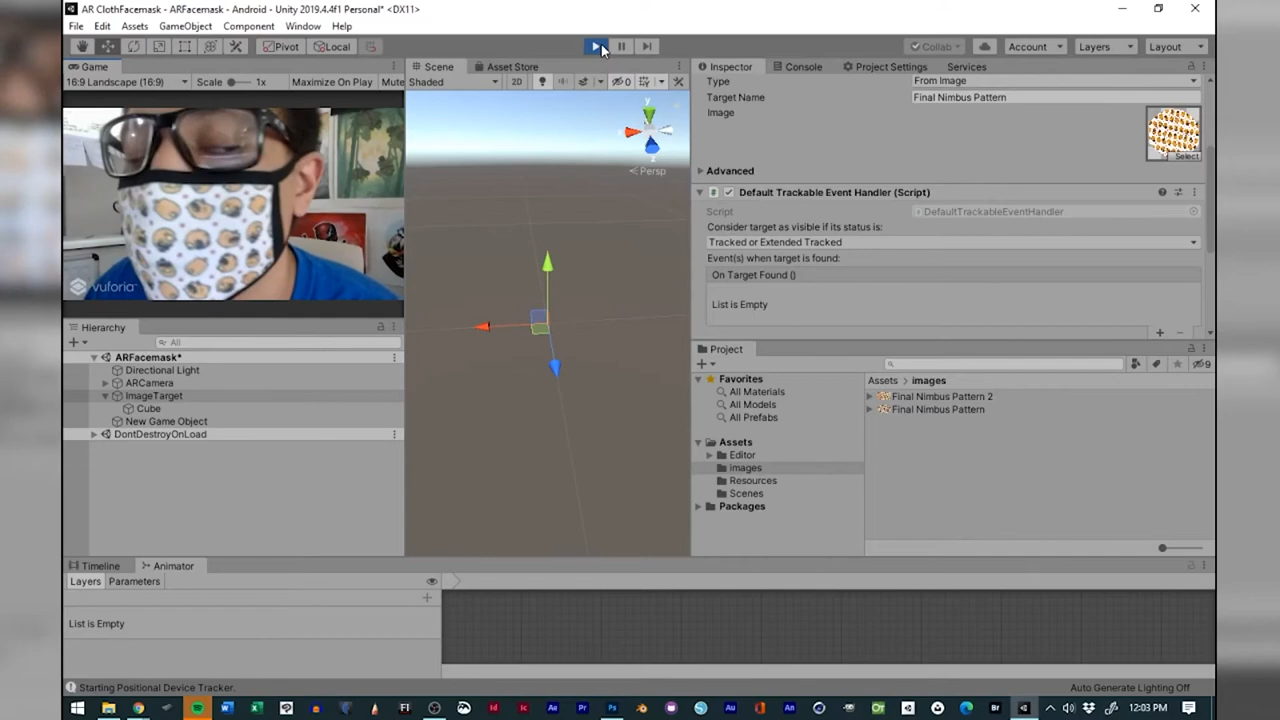 AR ClothFacemask - ARFacemask - Android - Unity 2019.4.4f1 Personal* <DX11>
File Edit Assets GameObject Component Window Help
Pivot Local Collab Account Layers Layout
Game
16:9 Landscape Scale 1x Maximize On Play Mute
vuforia
Scene Asset Store
Shaded 2D 0
y
z
Persp
Inspector Console Project Settings Services
Type From Image
Target Name Final Nimbus Pattern
Image
Select
Advanced
Default Trackable Event Handler (Script)
Script DefaultTrackableEventHandler
Consider target as visible if its status is:
Tracked or Extended Tracked
Event(s) when target is found:
On Target Found ()
List is Empty
Hierarchy
All
ARFacemask*
Directional Light
ARCamera
ImageTarget
Cube
New Game Object
DontDestroyOnLoad
Project
9
Favorites
All Materials
All Models
All Prefabs
Assets
Editor
images
Resources
Scenes
Packages
Assets > images
Final Nimbus Pattern 2
Final Nimbus Pattern
Timeline Animator
Layers Parameters
List is Empty
Starting Positional Device Tracker.
Auto Generate Lighting Off
12:03 PM